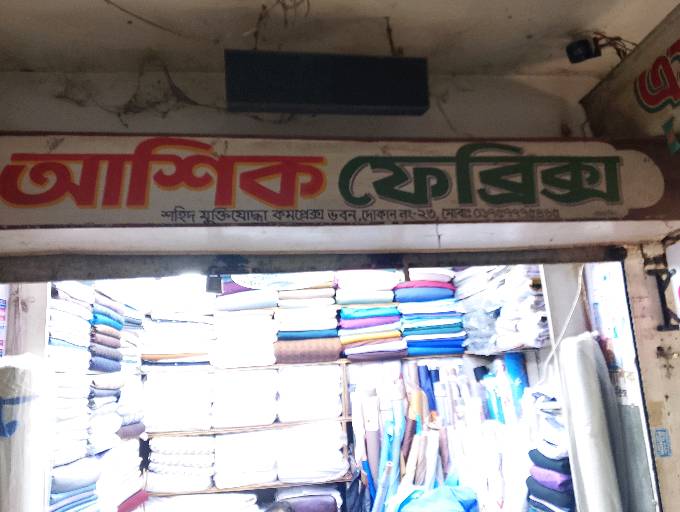 আশিক ফেব্রিক্স
শহিদ মুক্তিযোদ্ধা কমপ্লেক্স ভবন, দোকান নং-২৩, মোবাঃ